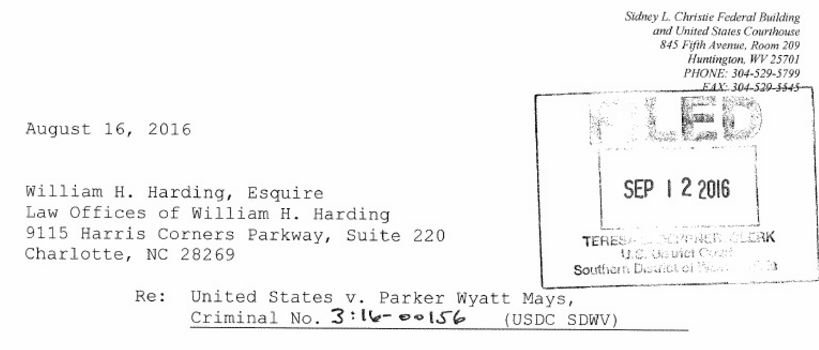 Sidney L. Christie Federal Building
and United States Courthouse
845 Fifth Avenue, Room 209
Huntington, WV 25701
PHONE: 304-529-5799
FAX: 304-529-5545
August 16, 2016
FILED
SEP 12 2016
CLERK
U.S. District Court
Southern District of
William H. Harding, Esquire
Law Offices of William H. Harding
9115 Harris Corners Parkway, Suite 220
Charlotte, NC 28269
Re: United States v. Parker Wyatt Mays,
Criminal No. 3:16-00156 (USDC SDWV)